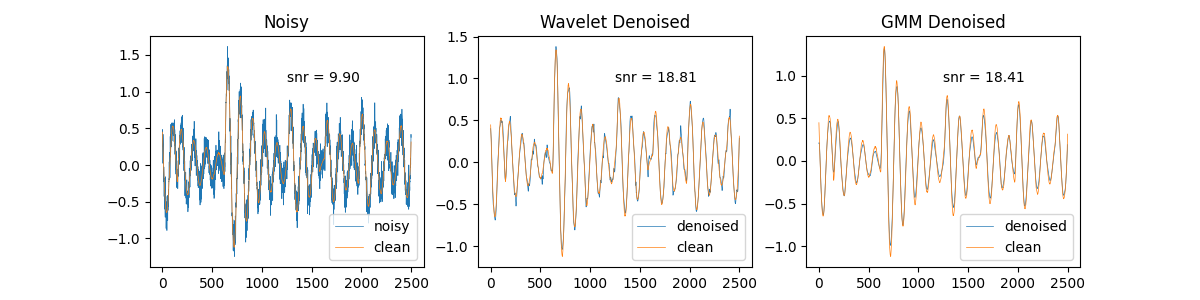 Noisy
1.5
1.0
0.5
0.0
−0.5
−1.0
snr = 9.90
noisy
clean
0 500 1000 1500 2000 2500
Wavelet Denoised
1.5
1.0
0.5
0.0
−0.5
−1.0
snr = 18.81
denoised
clean
0 500 1000 1500 2000 2500
GMM Denoised
1.0
0.5
0.0
−0.5
−1.0
snr = 18.41
denoised
clean
0 500 1000 1500 2000 2500